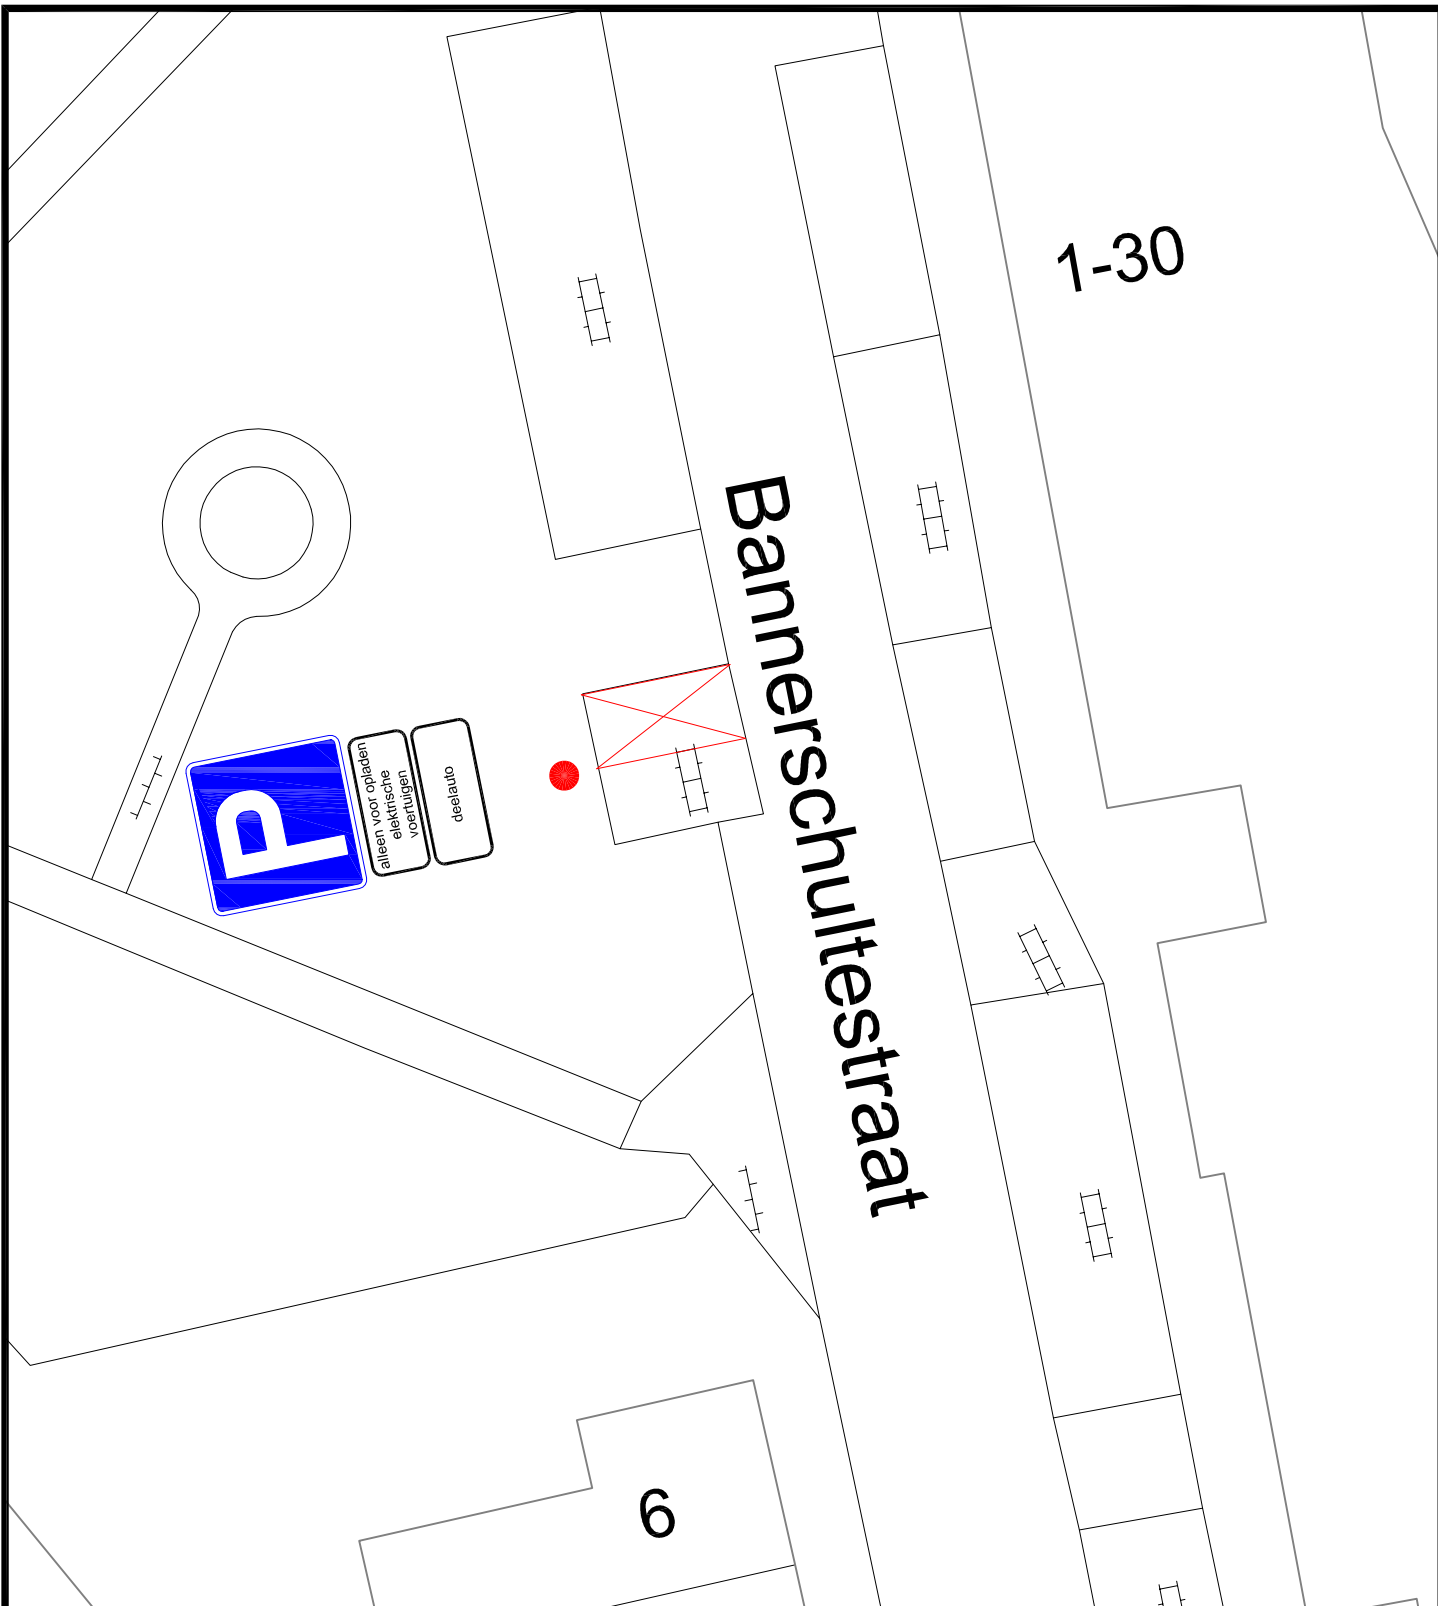 1-30
Bannerschultestraat
P
alleen voor opladen
elektrische
voertuigen
deelauto
6